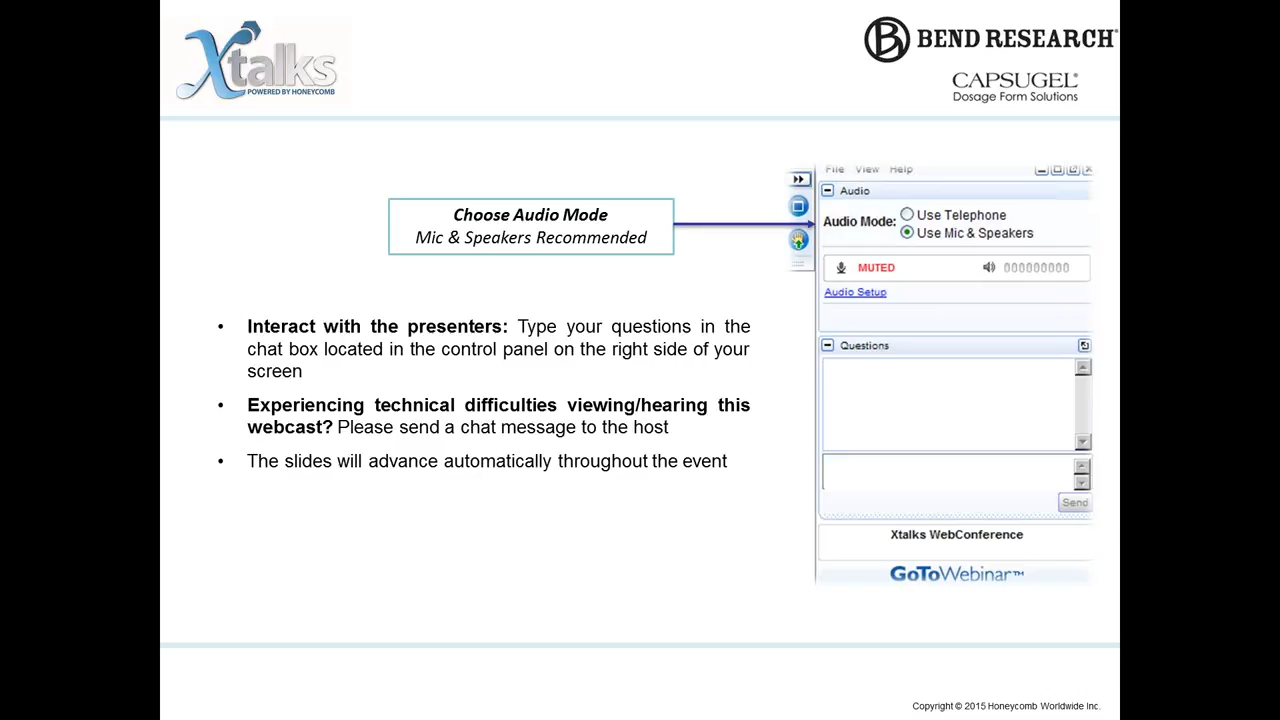 Xtalks
POWERED BY HONEYCOMB
BEND RESEARCH®
CAPSUGEL®
Dosage Form Solutions
Choose Audio Mode
Mic & Speakers Recommended
File View Help
Audio
Audio Mode: Use Telephone
Use Mic & Speakers
MUTED 000000000
Audio Setup
• Interact with the presenters: Type your questions in the
chat box located in the control panel on the right side of your
screen
• Experiencing technical difficulties viewing/hearing this
webcast? Please send a chat message to the host
• The slides will advance automatically throughout the event
Questions
Send
Xtalks WebConference
GoToWebinar™
Copyright © 2015 Honeycomb Worldwide Inc.